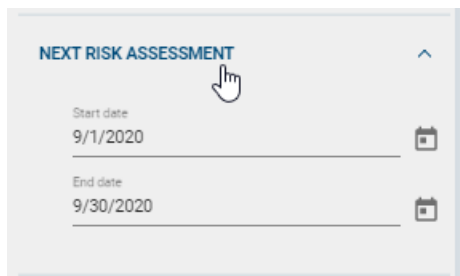 NEXT RISK ASSESSMENT
Start date
9/1/2020
End date
9/30/2020